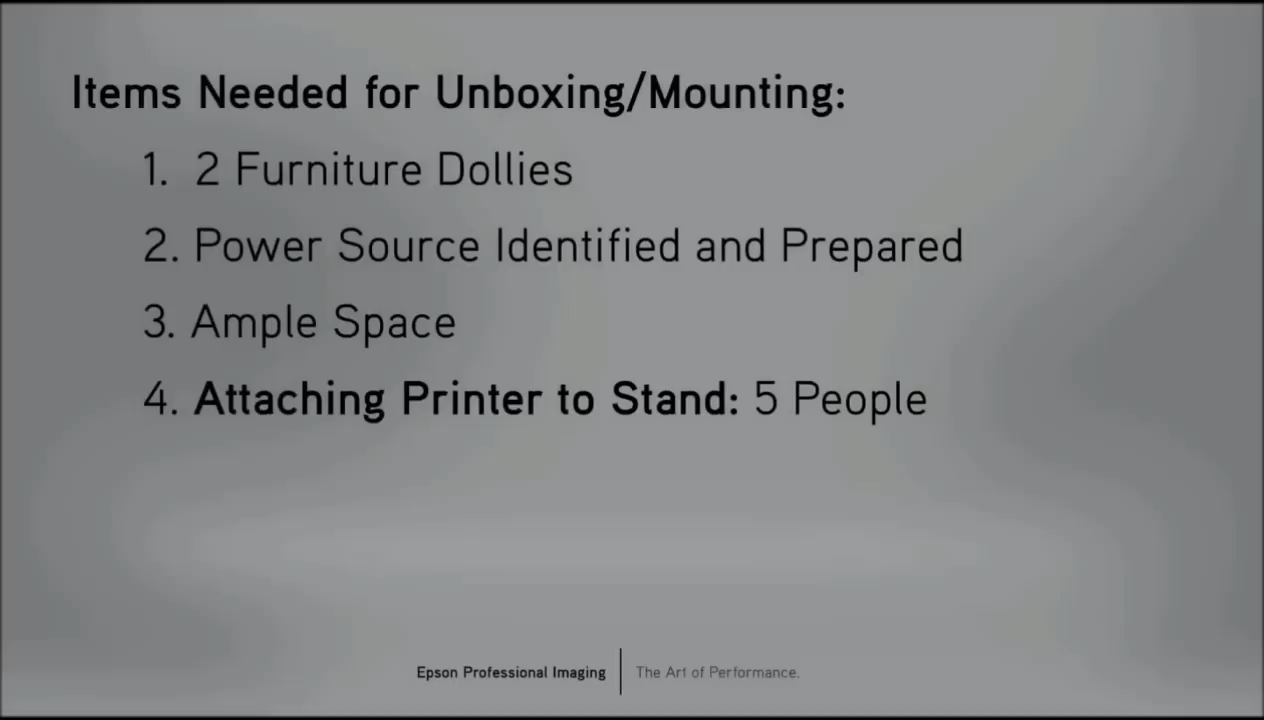 Items Needed for Unboxing/Mounting:
1. 2 Furniture Dollies
2. Power Source Identified and Prepared
3. Ample Space
4. Attaching Printer to Stand: 5 People
Epson Professional Imaging | The Art of Performance.